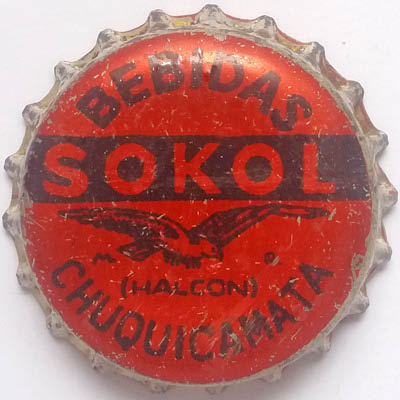 BEBIDAS
SOKOL
M R
(HALCON)
CHUQUICAMATA